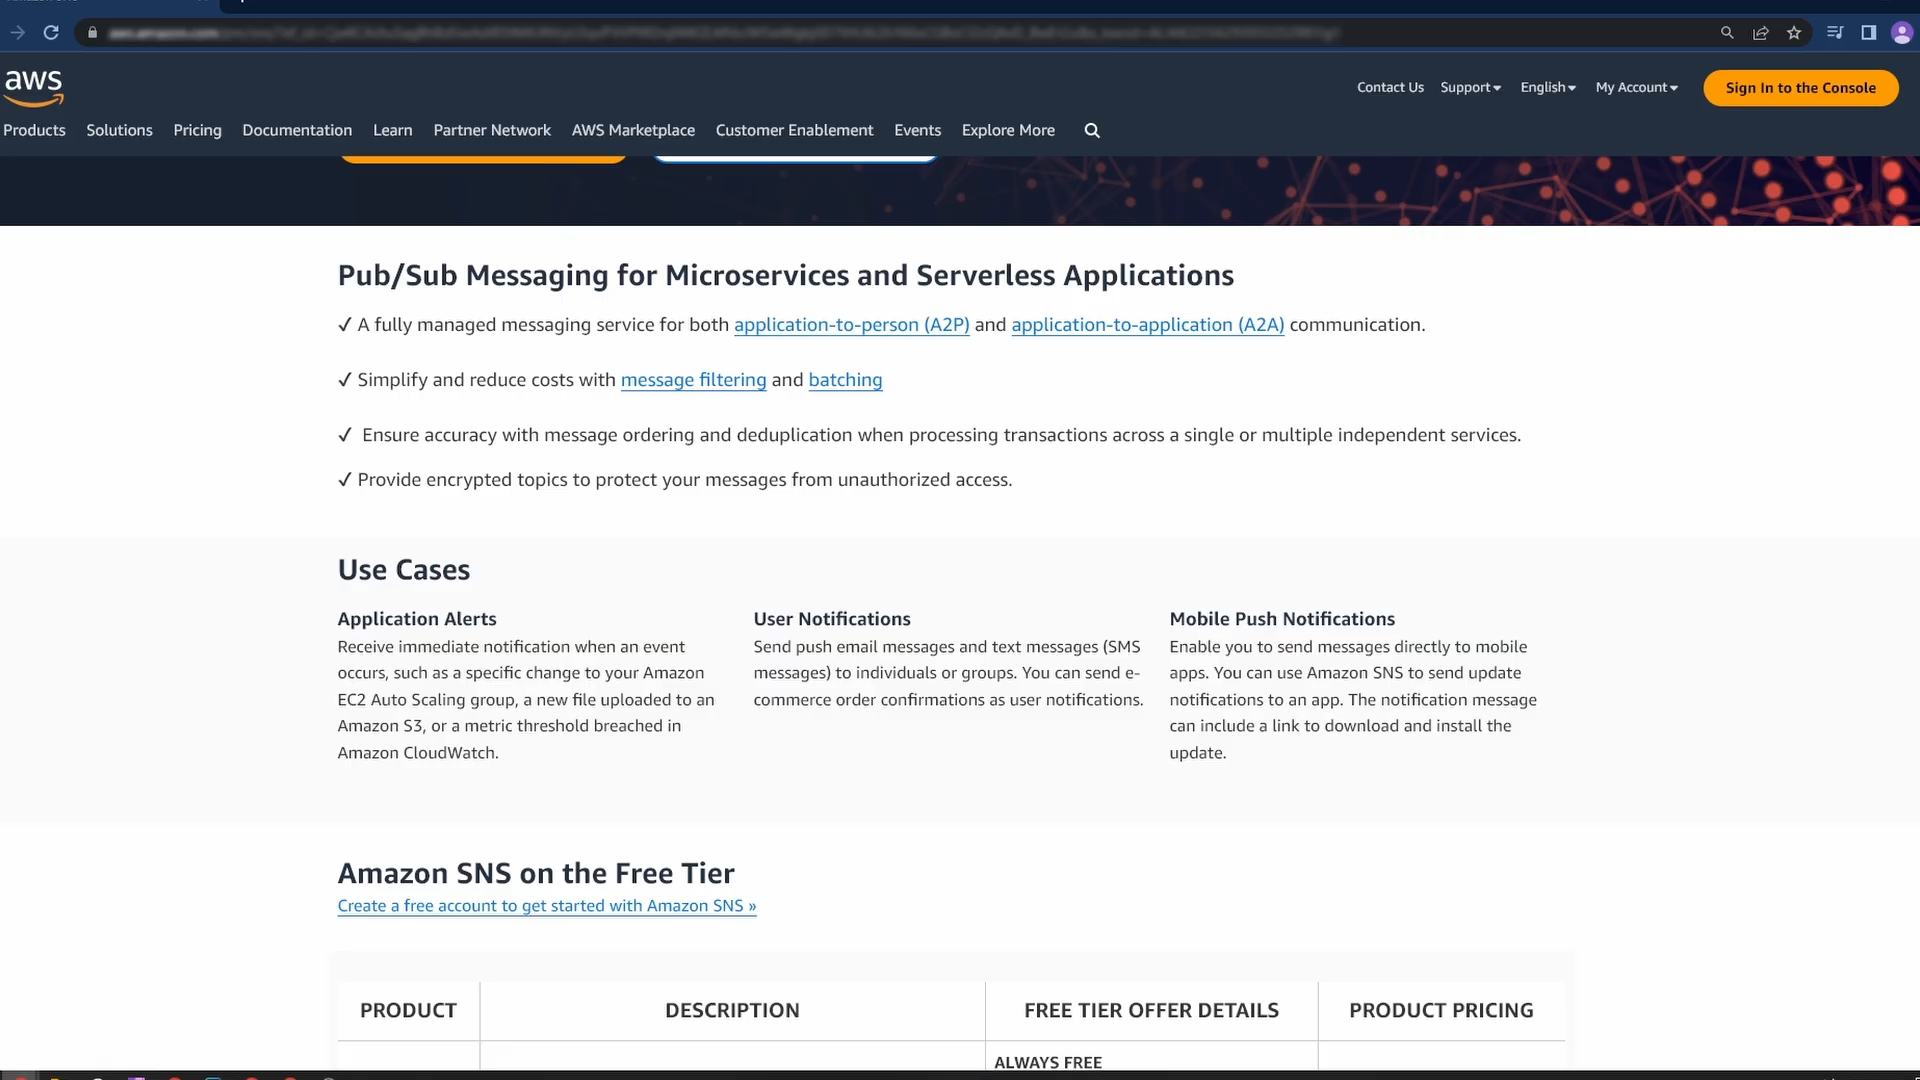 aws
Contact Us Support English My Account Sign In to the Console
Products Solutions Pricing Documentation Learn Partner Network AWS Marketplace Customer Enablement Events Explore More
Pub/Sub Messaging for Microservices and Serverless Applications
✓ A fully managed messaging service for both application-to-person (A2P) and application-to-application (A2A) communication.
✓ Simplify and reduce costs with message filtering and batching
✓ Ensure accuracy with message ordering and deduplication when processing transactions across a single or multiple independent services.
✓ Provide encrypted topics to protect your messages from unauthorized access.
Use Cases
Application Alerts
Receive immediate notification when an event
occurs, such as a specific change to your Amazon
EC2 Auto Scaling group, a new file uploaded to an
Amazon S3, or a metric threshold breached in
Amazon CloudWatch.
User Notifications
Send push email messages and text messages (SMS
messages) to individuals or groups. You can send e-
commerce order confirmations as user notifications.
Mobile Push Notifications
Enable you to send messages directly to mobile
apps. You can use Amazon SNS to send update
notifications to an app. The notification message
can include a link to download and install the
update.
Amazon SNS on the Free Tier
Create a free account to get started with Amazon SNS »
PRODUCT DESCRIPTION FREE TIER OFFER DETAILS PRODUCT PRICING
ALWAYS FREE